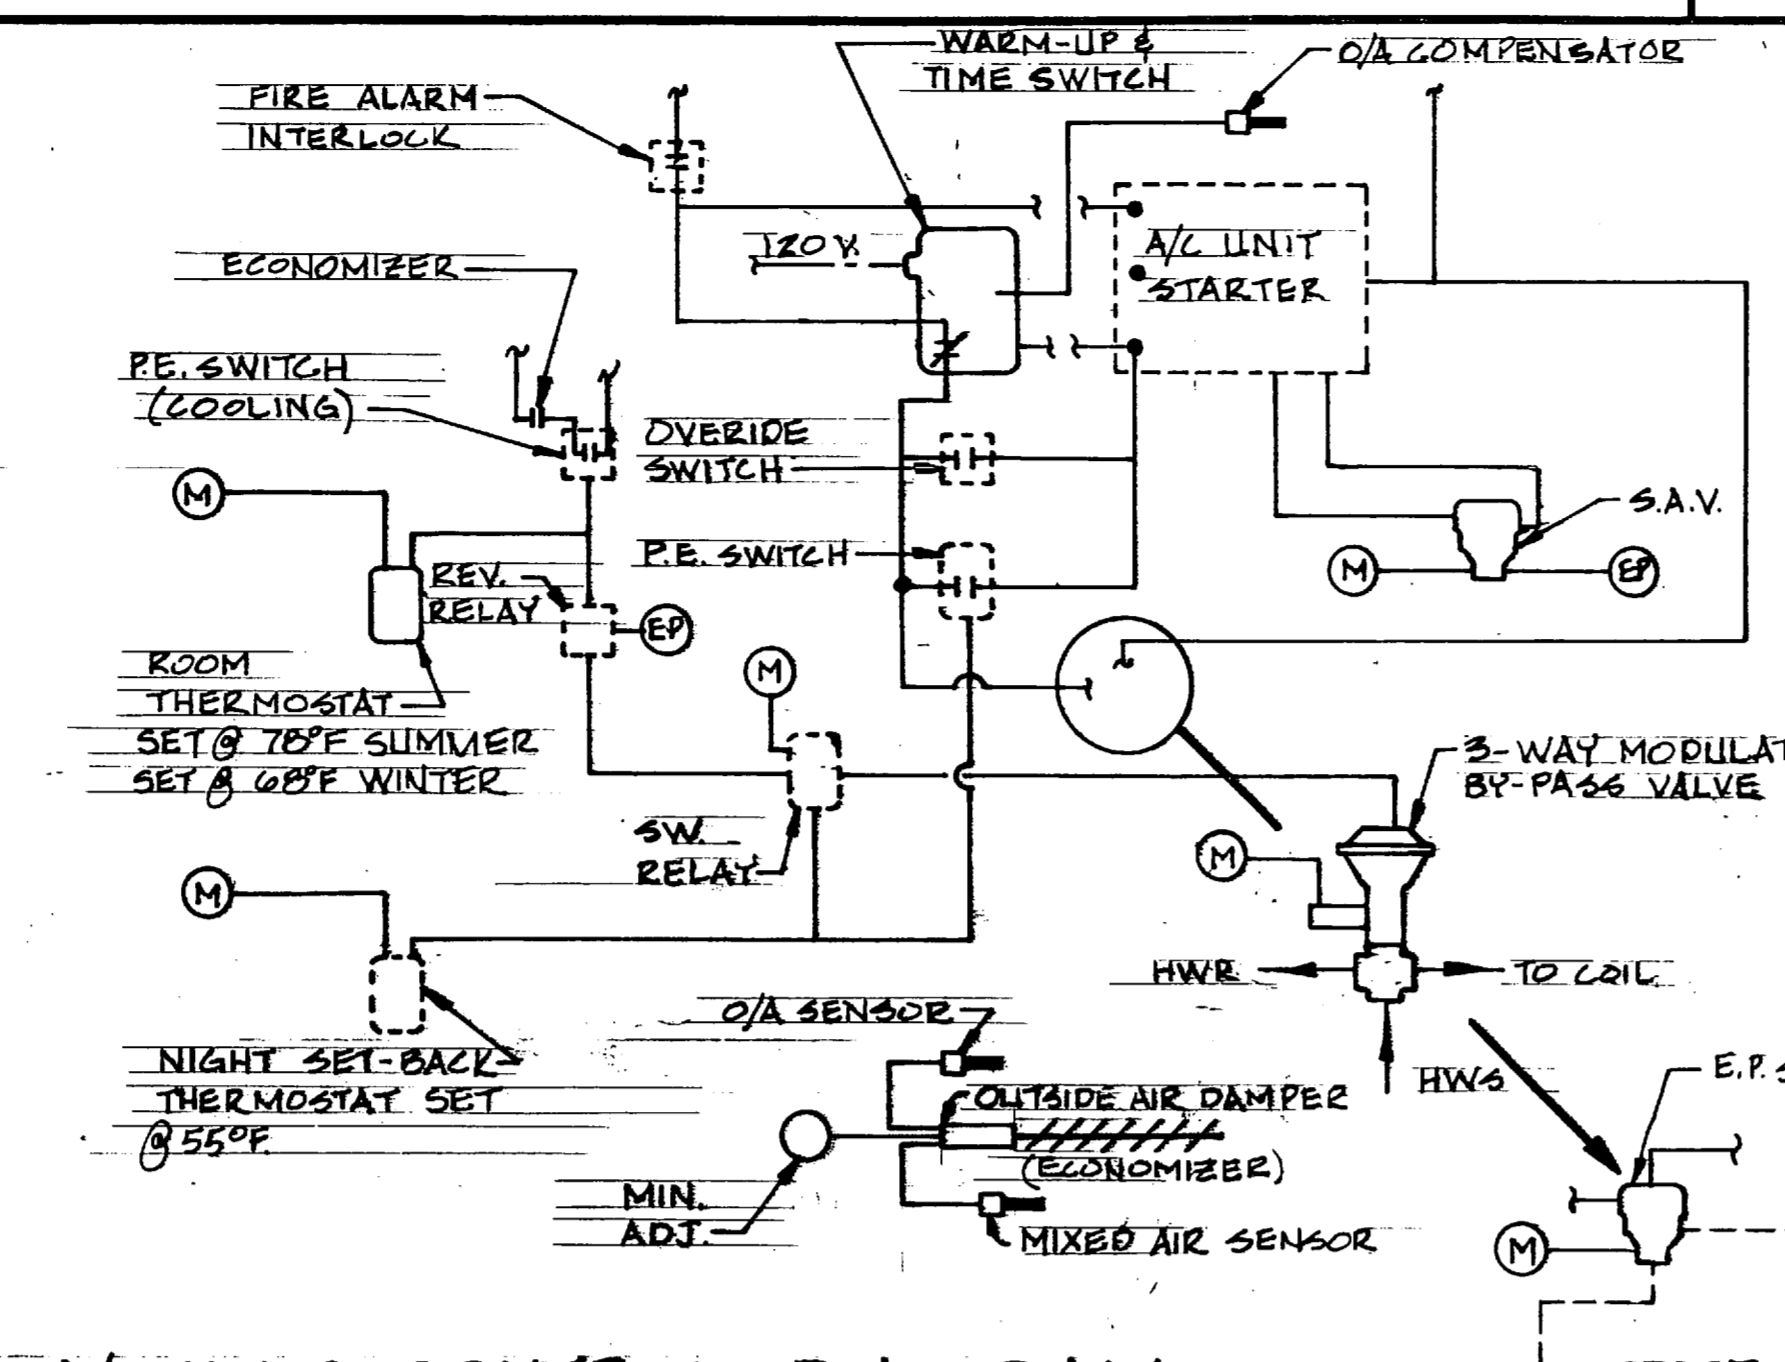 WARM-UP &
TIME SWITCH
O/A COMPENSATOR
FIRE ALARM
INTERLOCK
120 V.
A/C UNIT
STARTER
ECONOMIZER
P.E. SWITCH
(COOLING)
OVERIDE
SWITCH
M
S.A.V.
P.E. SWITCH
M
EP
REV.
RELAY
EP
ROOM
THERMOSTAT
SET @ 78°F SUMMER
SET @ 68°F WINTER
M
3-WAY MODULAT
BY-PASS VALVE
SW.
RELAY
M
M
HWR
TO COIL
O/A SENSOR
NIGHT SET-BACK
THERMOSTAT SET
@ 55°F.
HWS
E.P. S
OUTSIDE AIR DAMPER
(ECONOMIZER)
MIN.
ADJ.
MIXED AIR SENSOR
M